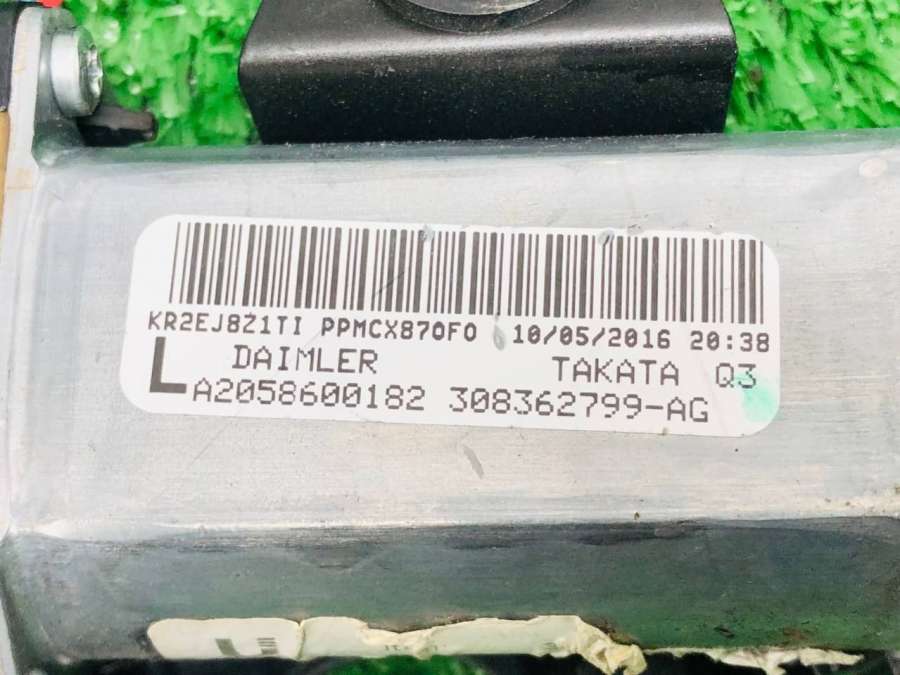 KR2EJ8Z1TI PPMCX870F0 10/05/2016 20:38
L DAIMLER TAKATA Q3
A2058600182 308362799-AG
L